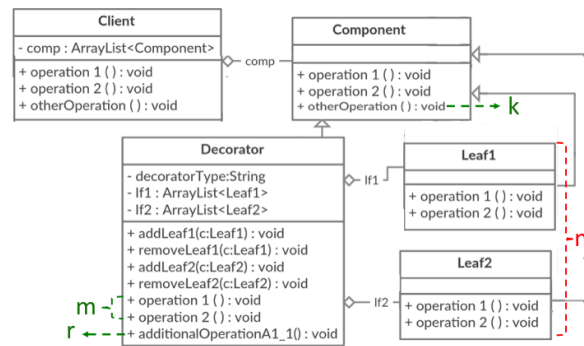 Client
- comp : ArrayList<Component>
+ operation 1 ( ) : void
+ operation 2 ( ) : void
+ otherOperation ( ) : void
comp
Component
+ operation 1 ( ) : void
+ operation 2 ( ) : void
+ otherOperation ( ) : void
k
Decorator
- decoratorType:String
- lf1 : ArrayList<Leaf1>
- lf2 : ArrayList<Leaf2>
+ addLeaf1(c:Leaf1) : void
+ removeLeaf1(c:Leaf1) : void
+ addLeaf2(c:Leaf2) : void
+ removeLeaf2(c:Leaf2) : void
+ operation 1 ( ) : void
+ operation 2 ( ) : void
+ additionalOperationA1_1() : void
m
r
lf1
Leaf1
+ operation 1 ( ) : void
+ operation 2 ( ) : void
lf2
Leaf2
+ operation 1 ( ) : void
+ operation 2 ( ) : void